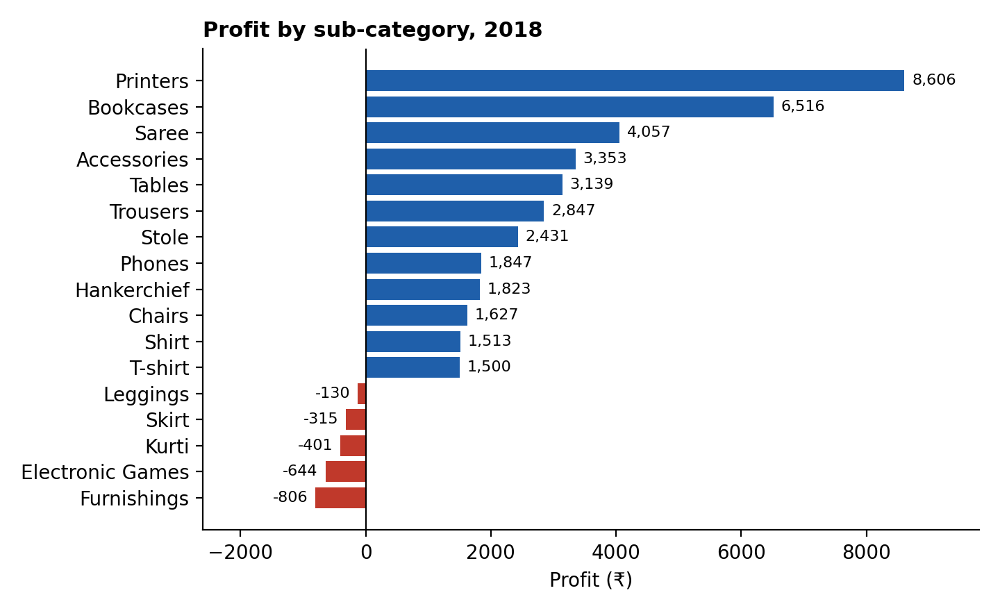 Profit by sub-category, 2018
Printers 8,606
Bookcases 6,516
Saree 4,057
Accessories 3,353
Tables 3,139
Trousers 2,847
Stole 2,431
Phones 1,847
Hankerchief 1,823
Chairs 1,627
Shirt 1,513
T-shirt 1,500
Leggings -130
Skirt -315
Kurti -401
Electronic Games -644
Furnishings -806
−2000 0 2000 4000 6000 8000
Profit (₹)